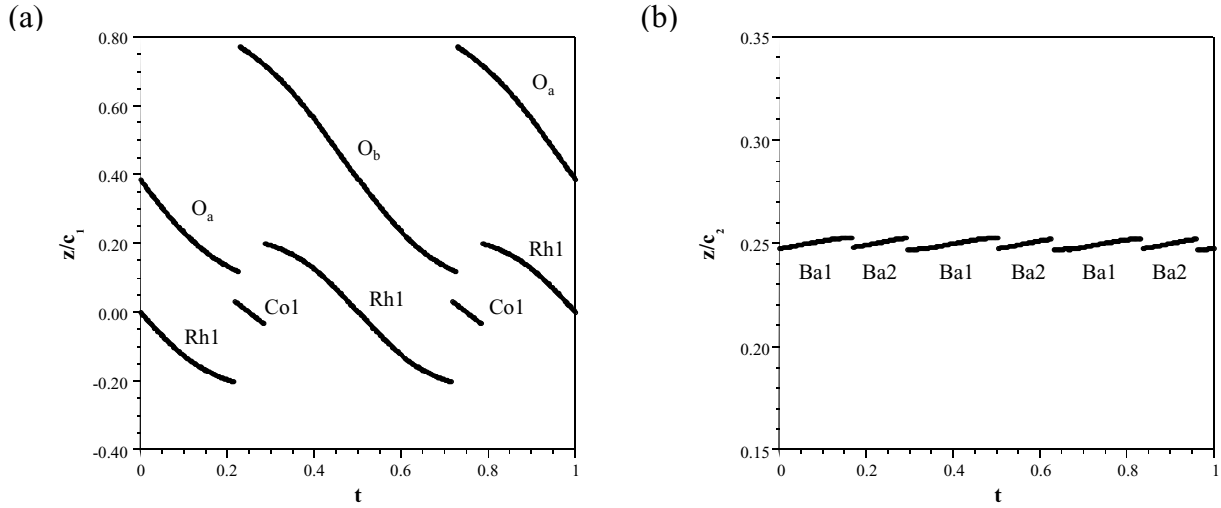 (a)
0.80
0.60
0.40
0.20
0.00
-0.20
-0.40
z/c₁
Oₐ
O_b
Oₐ
Rh1
Co1
Rh1
Co1
Rh1
0
0.2
0.4
0.6
0.8
1
t
(b)
0.35
0.30
0.25
0.20
0.15
z/c₂
Ba1 Ba2 Ba1 Ba2 Ba1 Ba2
0
0.2
0.4
0.6
0.8
1
t